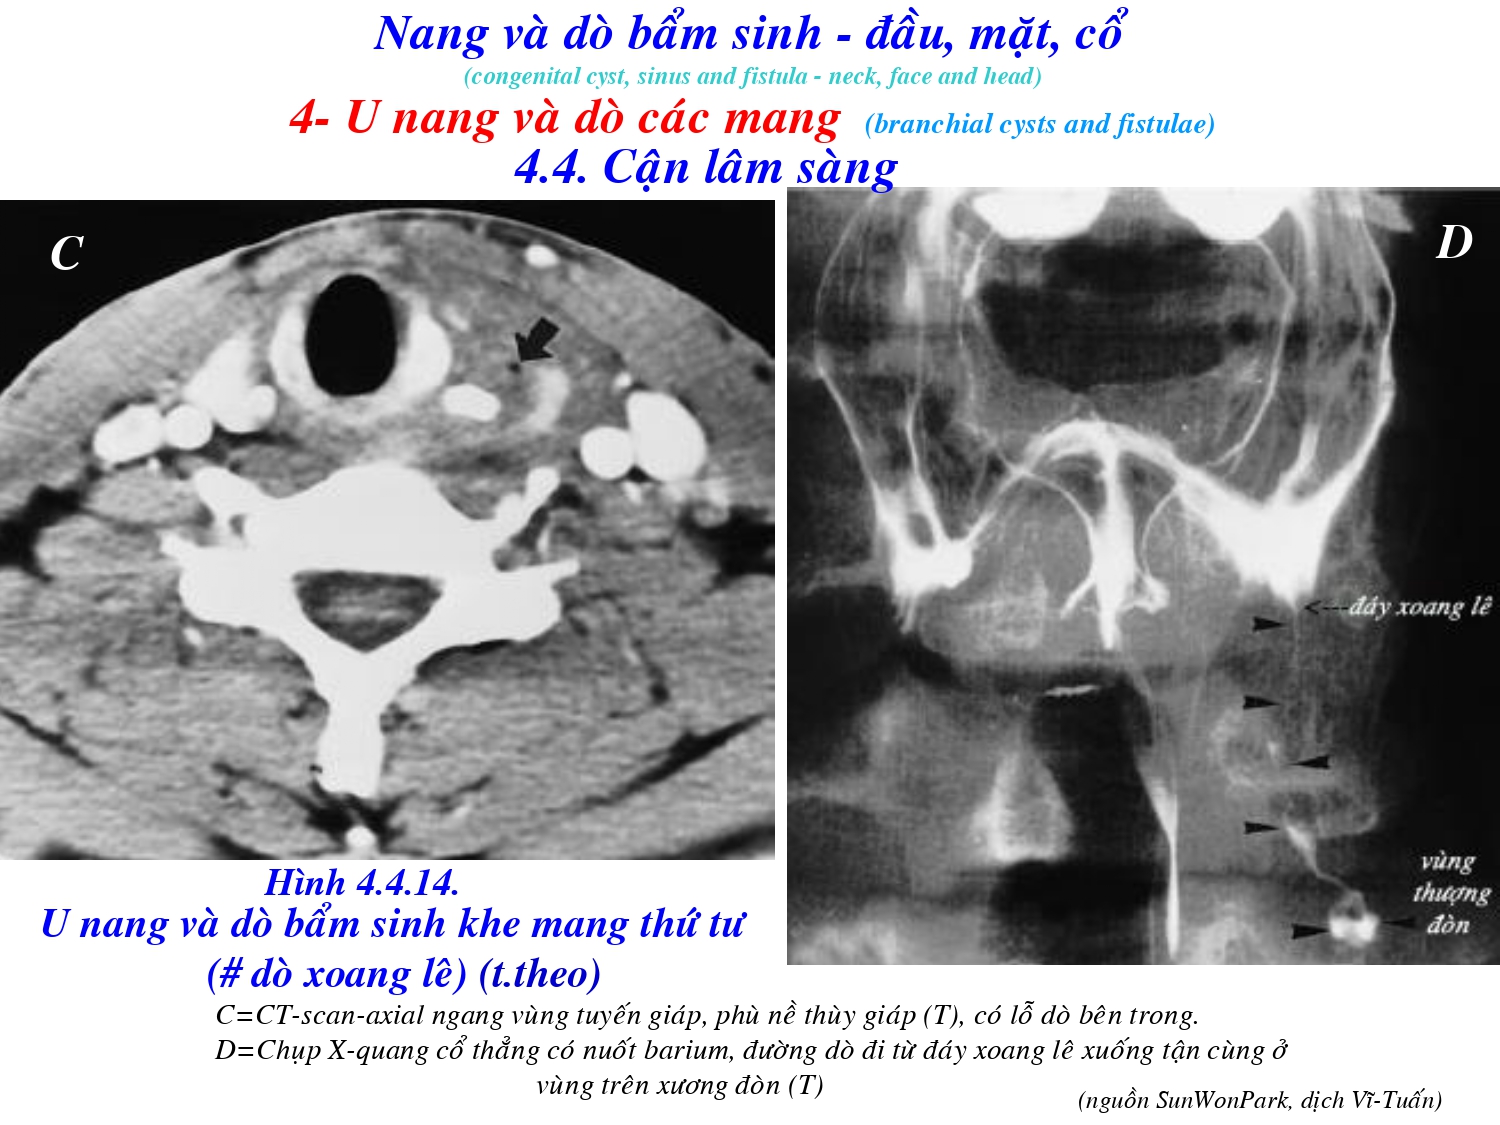 Nang và dò bẩm sinh - đầu, mặt, cổ
(congenital cyst, sinus and fistula - neck, face and head)
4- U nang và dò các mang (branchial cysts and fistulae)
4.4. Cận lâm sàng
C
D
<---đáy xoang lê
vùng
thượng
đòn
Hình 4.4.14.
U nang và dò bẩm sinh khe mang thứ tư
(# dò xoang lê) (t.theo)
C=CT-scan-axial ngang vùng tuyến giáp, phù nề thùy giáp (T), có lỗ dò bên trong.
D=Chụp X-quang cổ thẳng có nuốt barium, đường dò đi từ đáy xoang lê xuống tận cùng ở
vùng trên xương đòn (T)
(nguồn SunWonPark, dịch Vĩ-Tuấn)